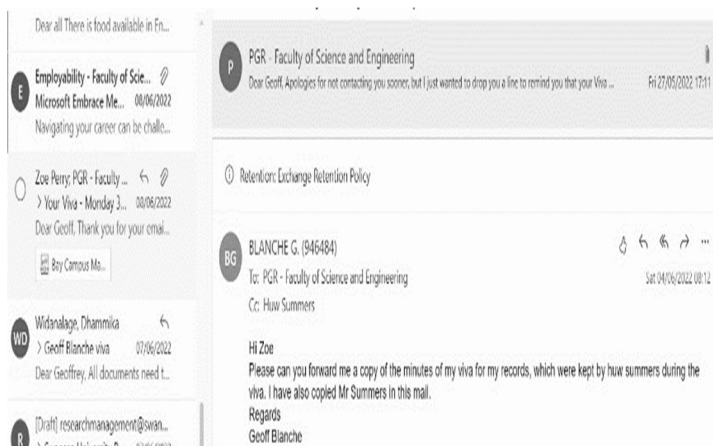 Dear all There is food available in En...
E
Employability - Faculty of Scie...
Microsoft Embrace Me... 08/06/2022
Navigating your career can be challe...
Zoe Perry; PGR - Faculty ...
> Your Viva - Monday 3... 08/06/2022
Dear Geoff, Thank you for your emai...
Bay Campus Ma...
WD
Widanalage, Dhammika
> Geoff Blanche viva 07/06/2022
Dear Geoffrey, All documents need t...
R
[Draft] researchmanagement@swan...
P
PGR - Faculty of Science and Engineering
Dear Geoff, Apologies for not contacting you sooner, but I just wanted to drop you a line to remind you that your Viva ... Fri 27/05/2022 17:11
Retention: Exchange Retention Policy
BG
BLANCHE G. (946484)
To: PGR - Faculty of Science and Engineering Sat 04/06/2022 08:12
Cc: Huw Summers
Hi Zoe
Please can you forward me a copy of the minutes of my viva for my records, which were kept by huw summers during the
viva. I have also copied Mr Summers in this mail.
Regards
Geoff Blanche